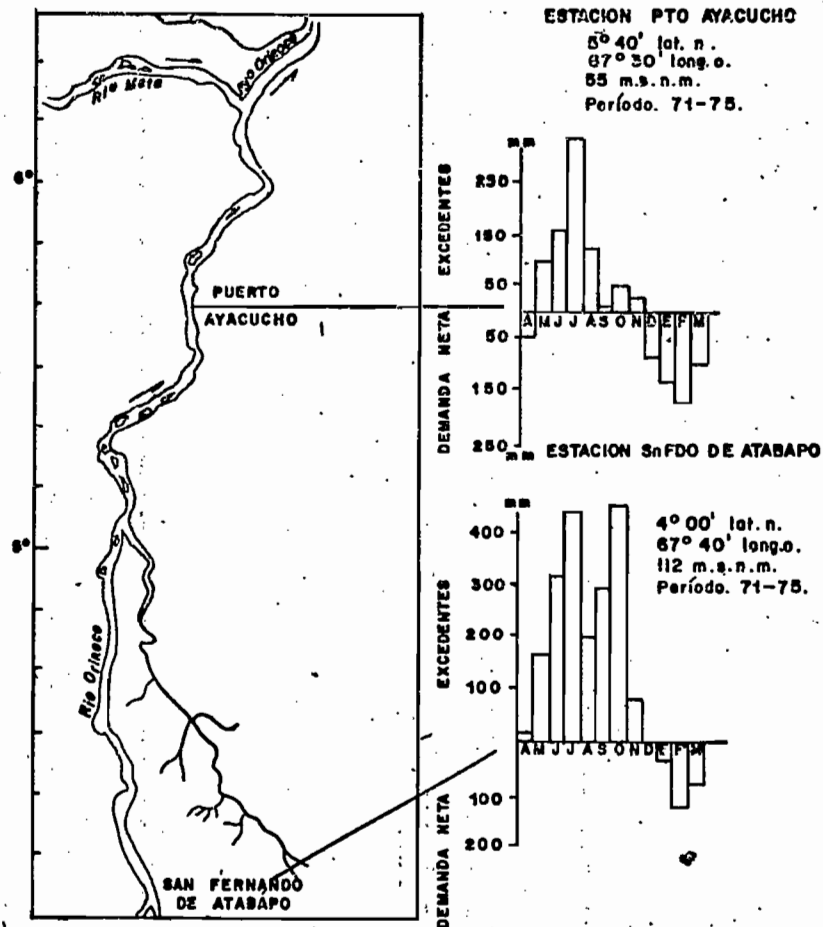 ESTACION PTO AYACUCHO
5° 40' lat. n.
67° 30' long. o.
55 m.s.n.m.
Período. 71-75.
Río Meta
Ryo Orinoco
6°
PUERTO
AYACUCHO
5°
Río Orinoco
SAN FERNANDO
DE ATABAPO
mm
EXCEDENTES
250
150
50
A M J J A S O N D E F M
DEMANDA NETA
50
150
250
mm
ESTACION SnFDO DE ATABAPO
mm
4° 00' lat. n.
67° 40' long.o.
112 m.s.n.m.
Período. 71-75.
EXCEDENTES
400
300
200
100
A M J J A S O N D E F M
DEMANDA NETA
100
200